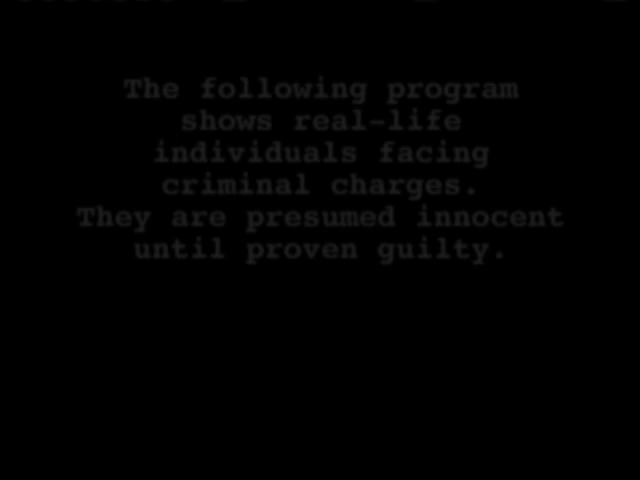 The following program
shows real-life
individuals facing
criminal charges.
They are presumed innocent
until proven guilty.